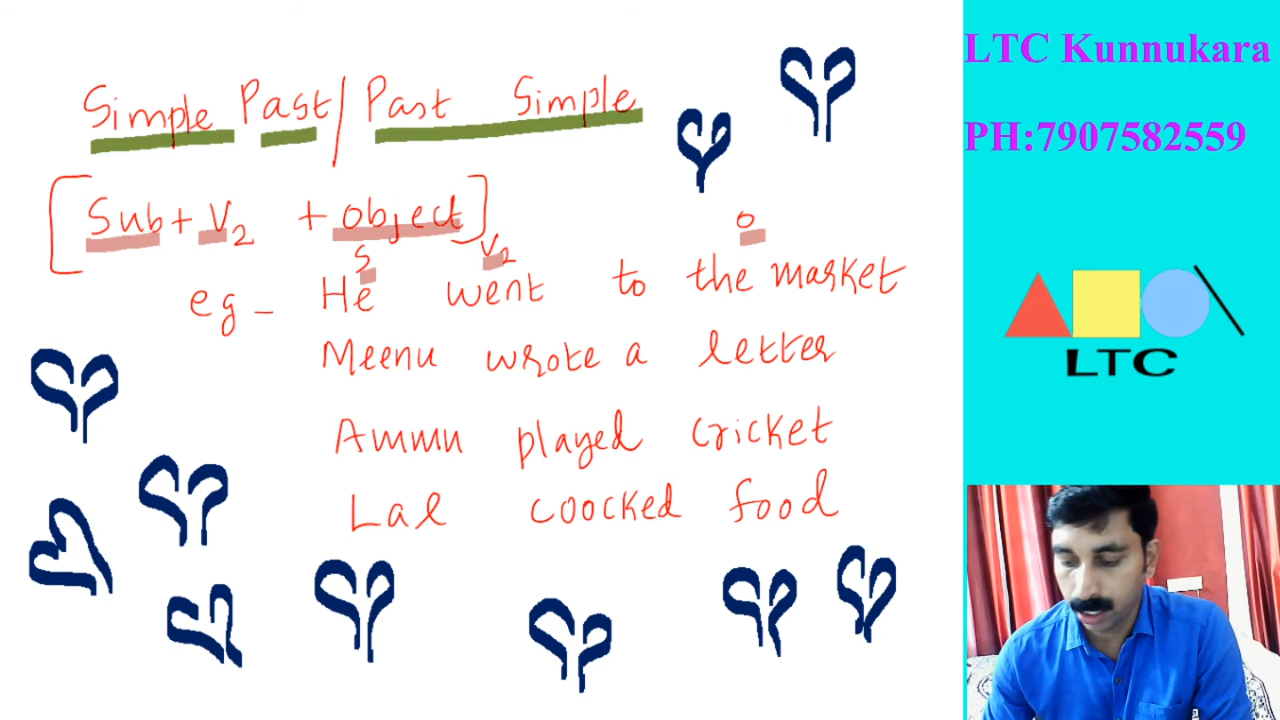 Simple Past/ Past Simple
[Sub + V2 + object]
S V2 O
eg - He went to the market
Meenu wrote a letter
Ammu played cricket
Lal coocked food
LTC Kunnukara
PH:7907582559
LTC